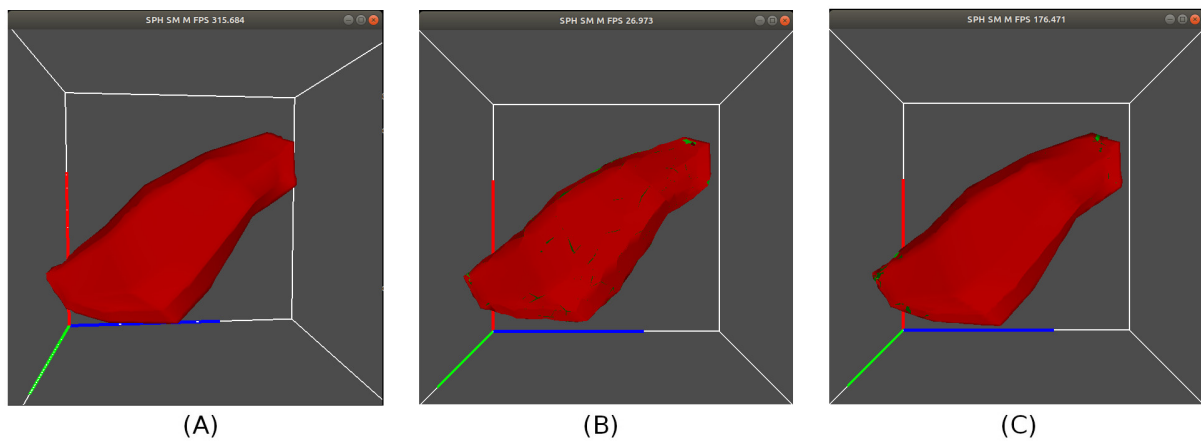 SPH SM M FPS 315.684
SPH SM M FPS 26.973
SPH SM M FPS 176.471
(A)
(B)
(C)